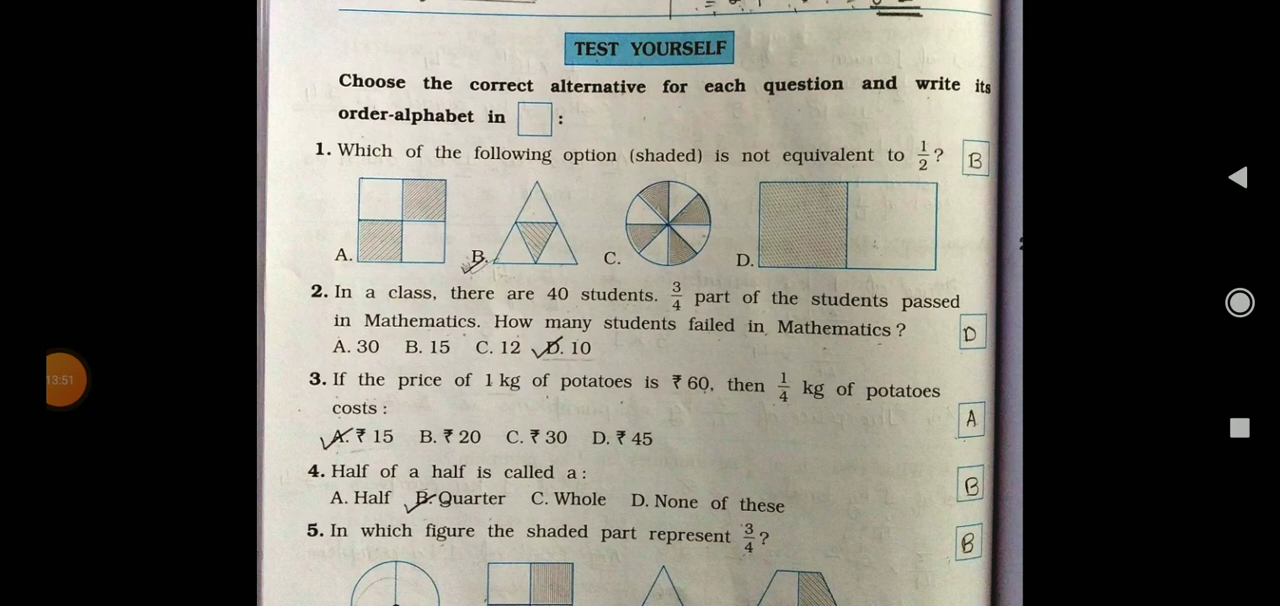 TEST YOURSELF
Choose the correct alternative for each question and write its
order-alphabet in :
1. Which of the following option (shaded) is not equivalent to 1/2? B
A. B. C. D.
2. In a class, there are 40 students. 3/4 part of the students passed
in Mathematics. How many students failed in Mathematics? D
A. 30 B. 15 C. 12 D. 10
3. If the price of 1 kg of potatoes is ₹ 60, then 1/4 kg of potatoes
costs : A
A. ₹ 15 B. ₹ 20 C. ₹ 30 D. ₹ 45
4. Half of a half is called a : B
A. Half B. Quarter C. Whole D. None of these
5. In which figure the shaded part represent 3/4? B
13:51